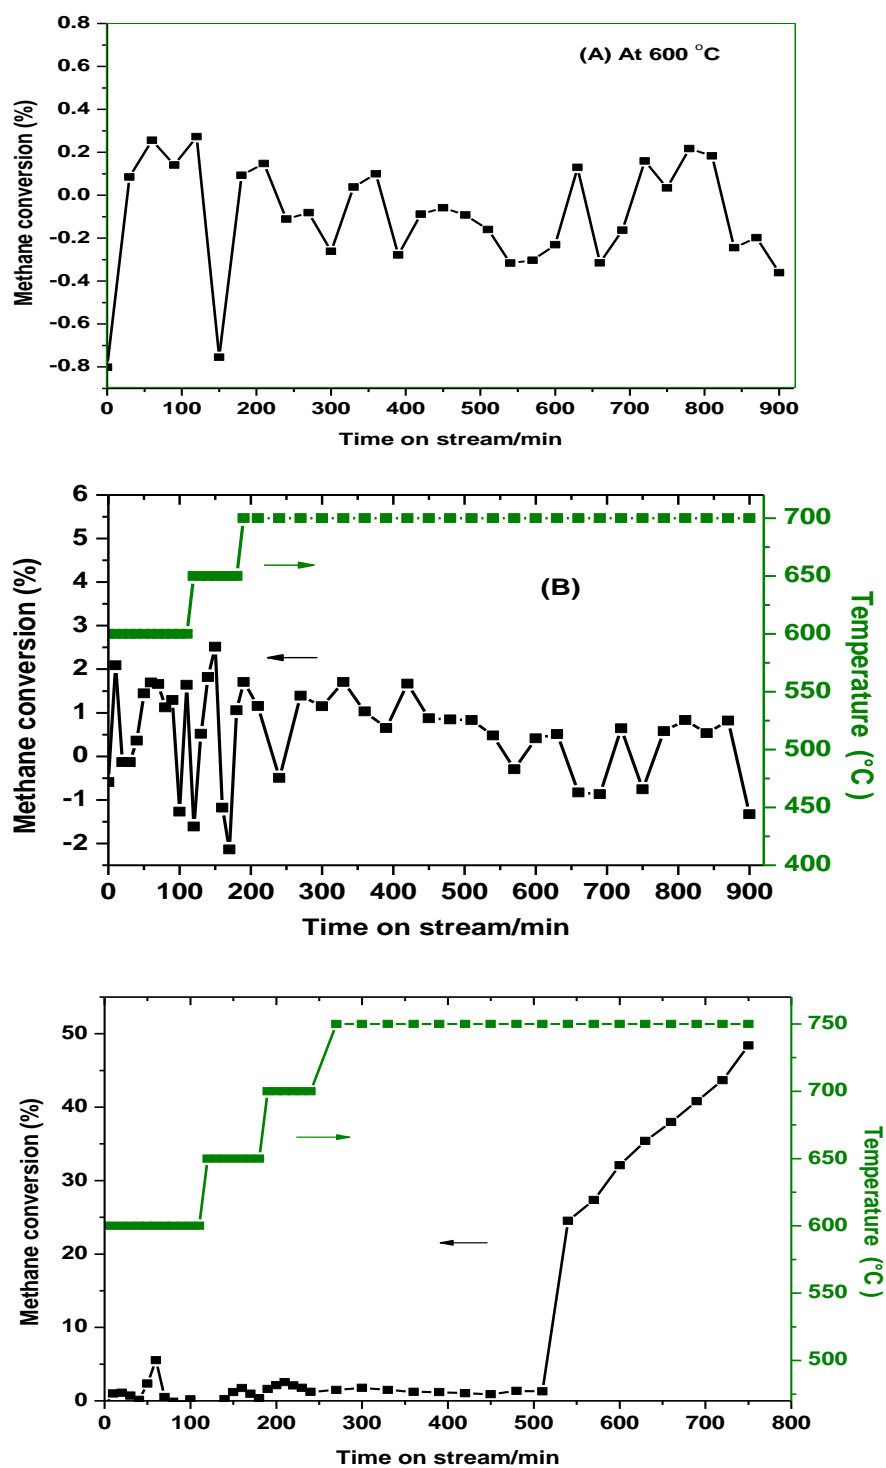 (A) At 600 °C
Methane conversion (%)
0.8
0.6
0.4
0.2
0.0
-0.2
-0.4
-0.6
-0.8
0 100 200 300 400 500 600 700 800 900
Time on stream/min
(B)
Methane conversion (%)
6
5
4
3
2
1
0
-1
-2
700
650
600
550
500
450
400
Temperature (°C)
0 100 200 300 400 500 600 700 800 900
Time on stream/min
Methane conversion (%)
50
40
30
20
10
0
750
700
650
600
550
500
Temperature (°C)
0 100 200 300 400 500 600 700 800
Time on stream/min